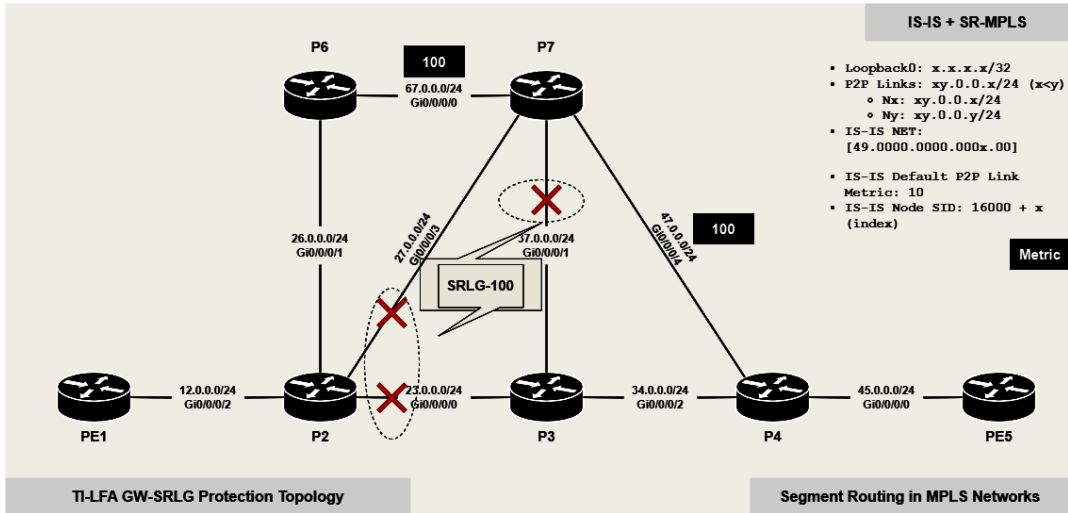 IS-IS + SR-MPLS
P6
P7
100
▪ Loopback0: x.x.x.x/32
▪ P2P Links: xy.0.0.x/24 (x<y)
o Nx: xy.0.0.x/24
o Ny: xy.0.0.y/24
▪ IS-IS NET:
[49.0000.0000.000x.00]
▪ IS-IS Default P2P Link
Metric: 10
▪ IS-IS Node SID: 16000 + x
(index)
67.0.0.0/24
Gi0/0/0/0
26.0.0.0/24
Gi0/0/0/1
27.0.0.0/24
Gi0/0/0/3
37.0.0.0/24
Gi0/0/0/1
47.0.0.0/24
Gi0/0/0/4
100
Metric
SRLG-100
12.0.0.0/24
Gi0/0/0/2
23.0.0.0/24
Gi0/0/0/0
34.0.0.0/24
Gi0/0/0/2
45.0.0.0/24
Gi0/0/0/0
PE1
P2
P3
P4
PE5
TI-LFA GW-SRLG Protection Topology
Segment Routing in MPLS Networks